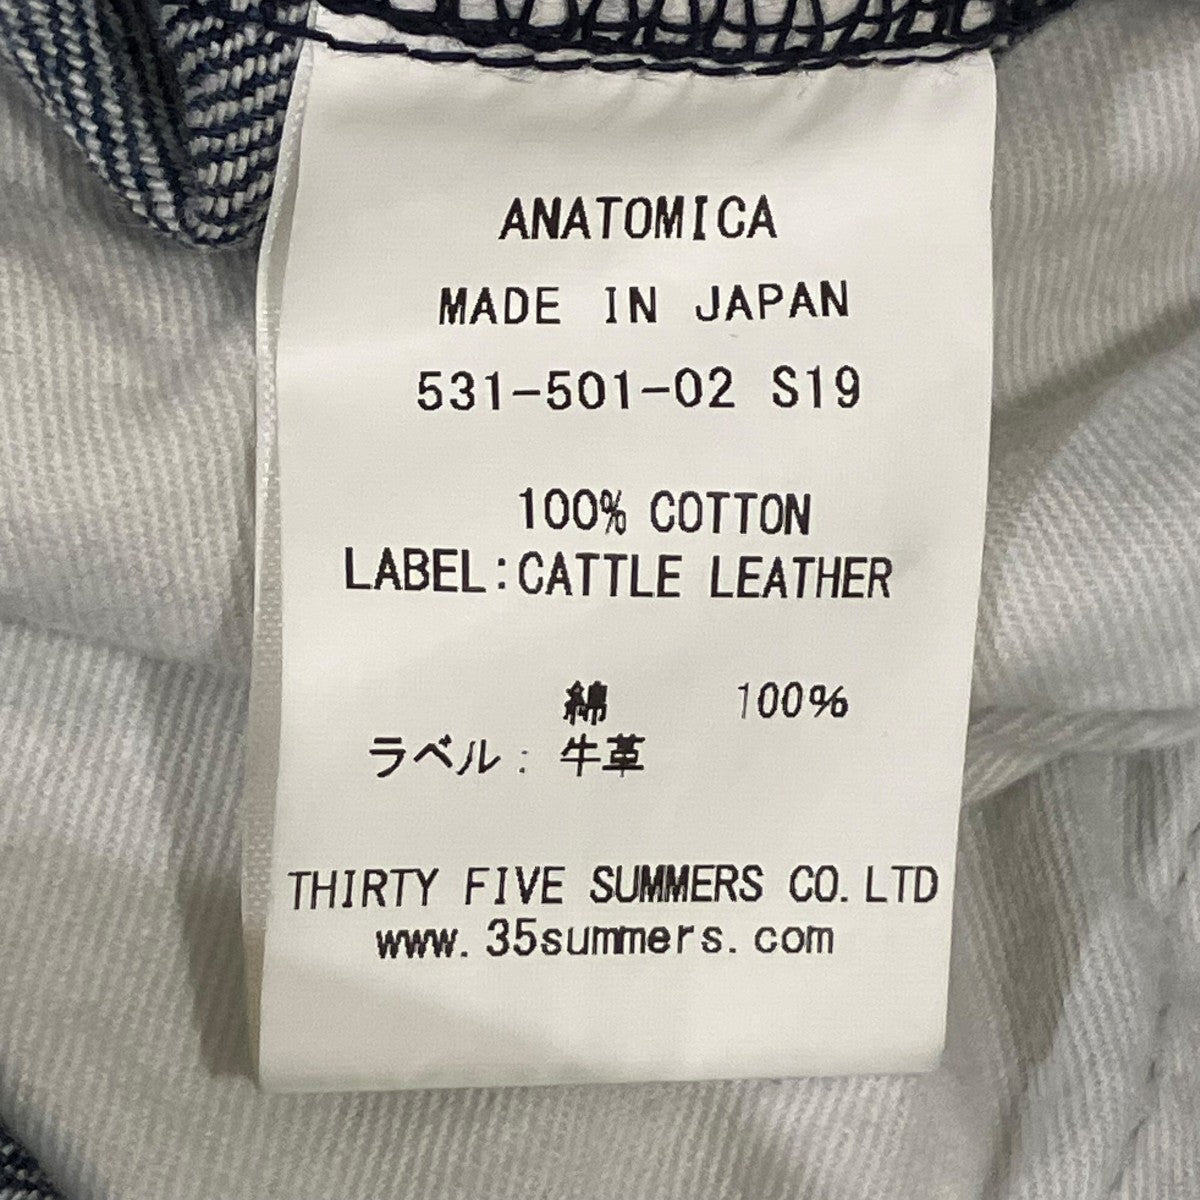 ANATOMICA
MADE IN JAPAN
531-501-02 S19
100% COTTON
LABEL:CATTLE LEATHER
綿 100%
ラベル: 牛革
THIRTY FIVE SUMMERS CO.LTD
www.35summers.com